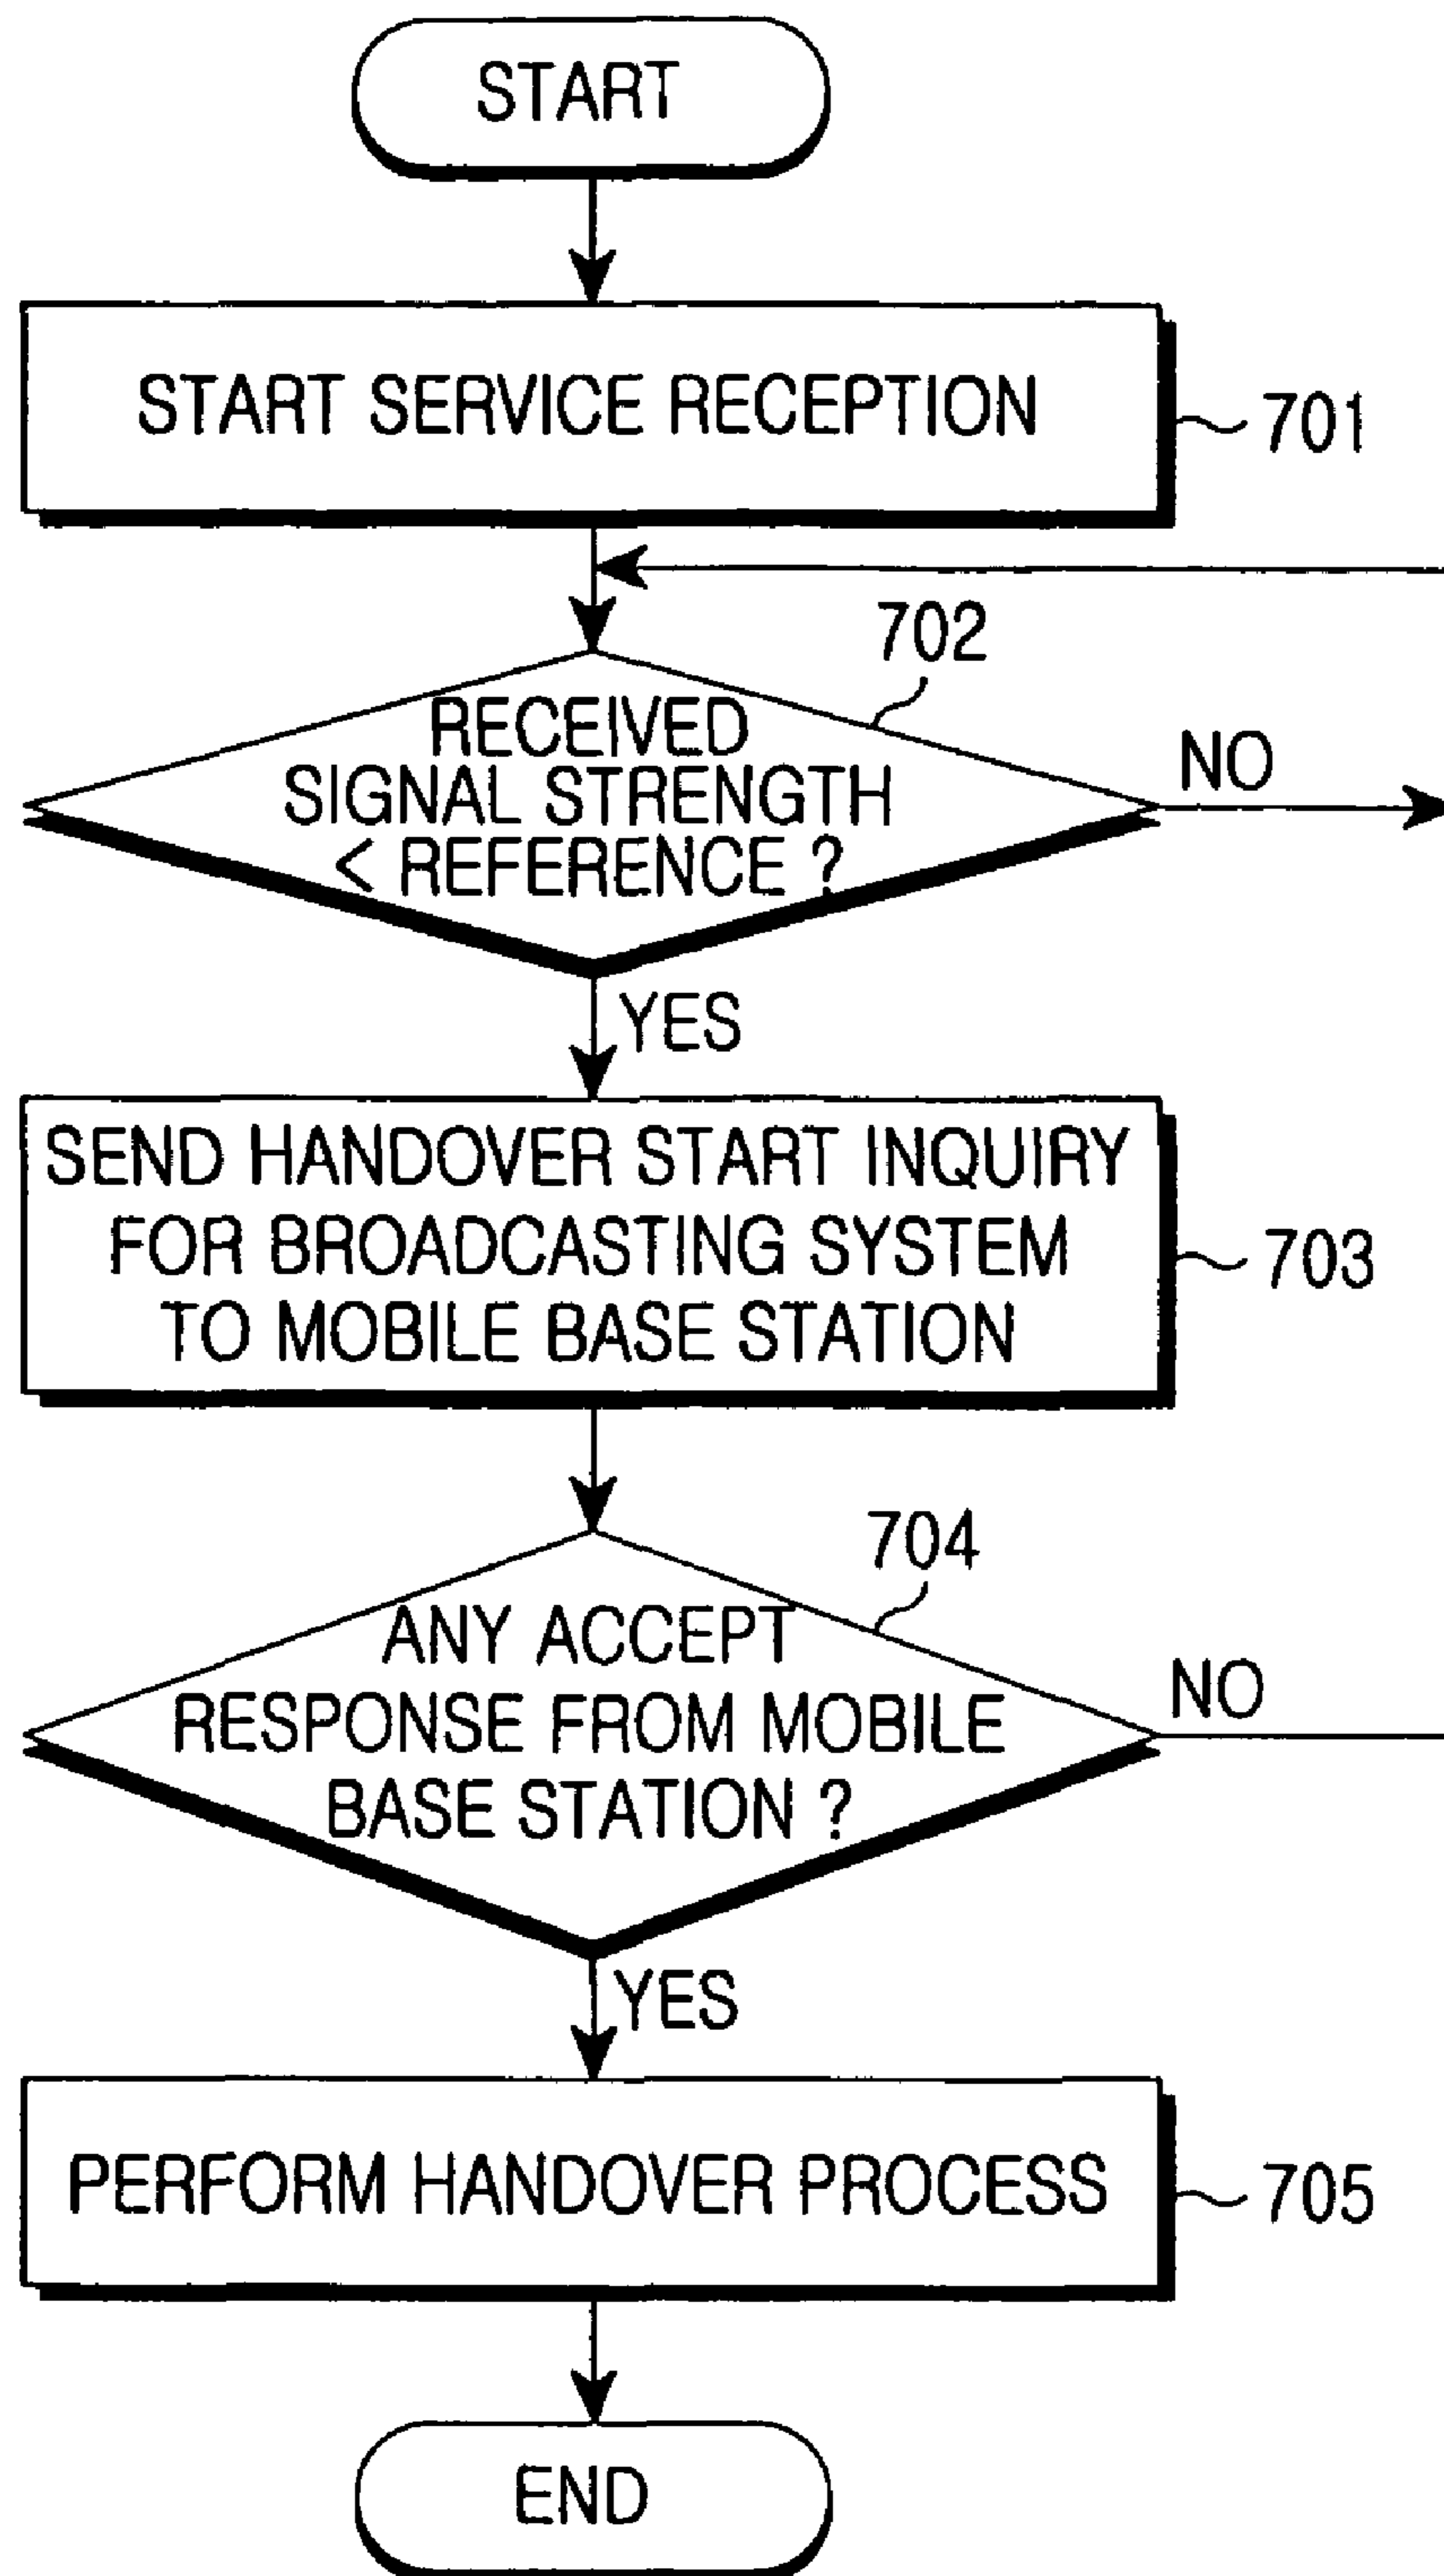 START
START SERVICE RECEPTION
701
702
RECEIVED
SIGNAL STRENGTH
< REFERENCE ?
NO
YES
SEND HANDOVER START INQUIRY
FOR BROADCASTING SYSTEM
TO MOBILE BASE STATION
703
704
ANY ACCEPT
RESPONSE FROM MOBILE
BASE STATION ?
NO
YES
PERFORM HANDOVER PROCESS
705
END